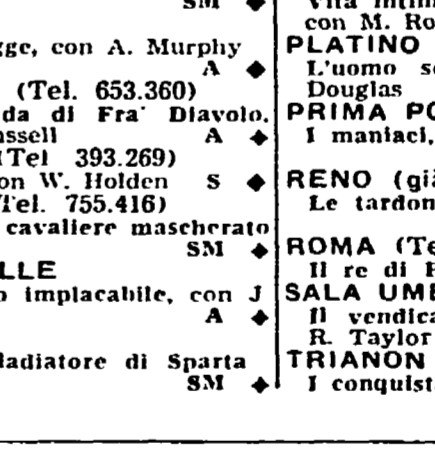 SM ◆
gge, con A. Murphy
A ◆
(Tel. 653.360)
da di Fra' Diavolo.
ssell A ◆
(Tel 393.269)
on W. Holden S ◆
Tel. 755.416)
cavaliere mascherato
SM ◆
LLE
o implacabile, con J
A ◆
ladiatore di Sparta
SM ◆
con M. Ro
PLATINO
L'uomo s
Douglas
PRIMA PO
I maniaci,
RENO (gi
Le tardon
ROMA (Te
Il re di
SALA UM
Il vendica
R. Taylor
TRIANON
I conquist